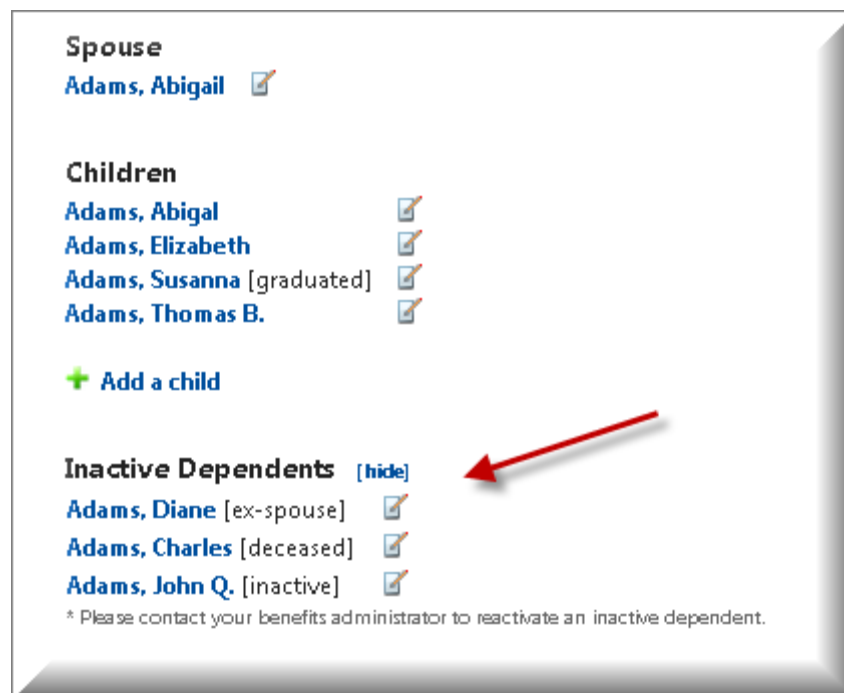 Spouse
Adams, Abigail
Children
Adams, Abigal
Adams, Elizabeth
Adams, Susanna [graduated]
Adams, Thomas B.
Add a child
Inactive Dependents [hide]
Adams, Diane [ex-spouse]
Adams, Charles [deceased]
Adams, John Q. [inactive]
* Please contact your benefits administrator to reactivate an inactive dependent.